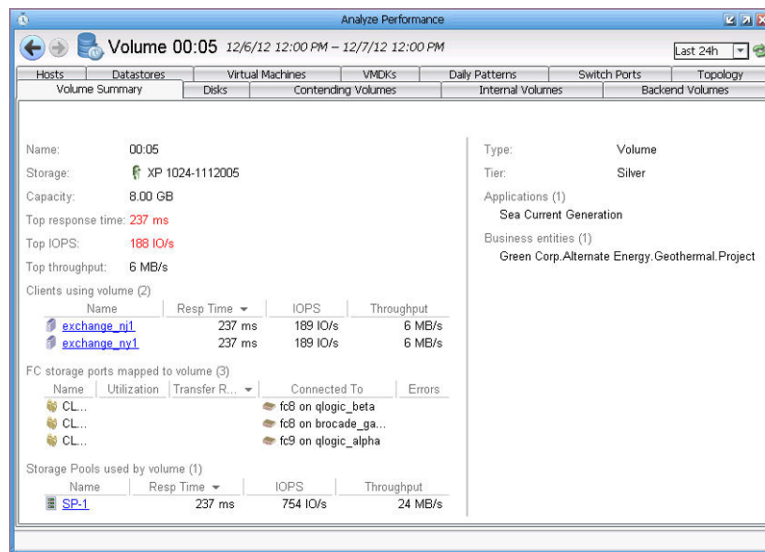 Analyze Performance
Volume 00:05 12/6/12 12:00 PM – 12/7/12 12:00 PM
Last 24h
Hosts Datastores Virtual Machines VMDKs Daily Patterns Switch Ports Topology
Volume Summary Disks Contending Volumes Internal Volumes Backend Volumes
Name: 00:05
Storage: XP 1024-1112005
Capacity: 8.00 GB
Top response time: 237 ms
Top IOPS: 188 IO/s
Top throughput: 6 MB/s
Clients using volume (2)
Name Resp Time IOPS Throughput
exchange_nj1 237 ms 189 IO/s 6 MB/s
exchange_ny1 237 ms 189 IO/s 6 MB/s
FC storage ports mapped to volume (3)
Name Utilization Transfer R... Connected To Errors
CL... fc8 on qlogic_beta
CL... fc8 on brocade_ga...
CL... fc9 on qlogic_alpha
Storage Pools used by volume (1)
Name Resp Time IOPS Throughput
SP-1 237 ms 754 IO/s 24 MB/s
Type: Volume
Tier: Silver
Applications (1)
Sea Current Generation
Business entities (1)
Green Corp.Alternate Energy.Geothermal.Project